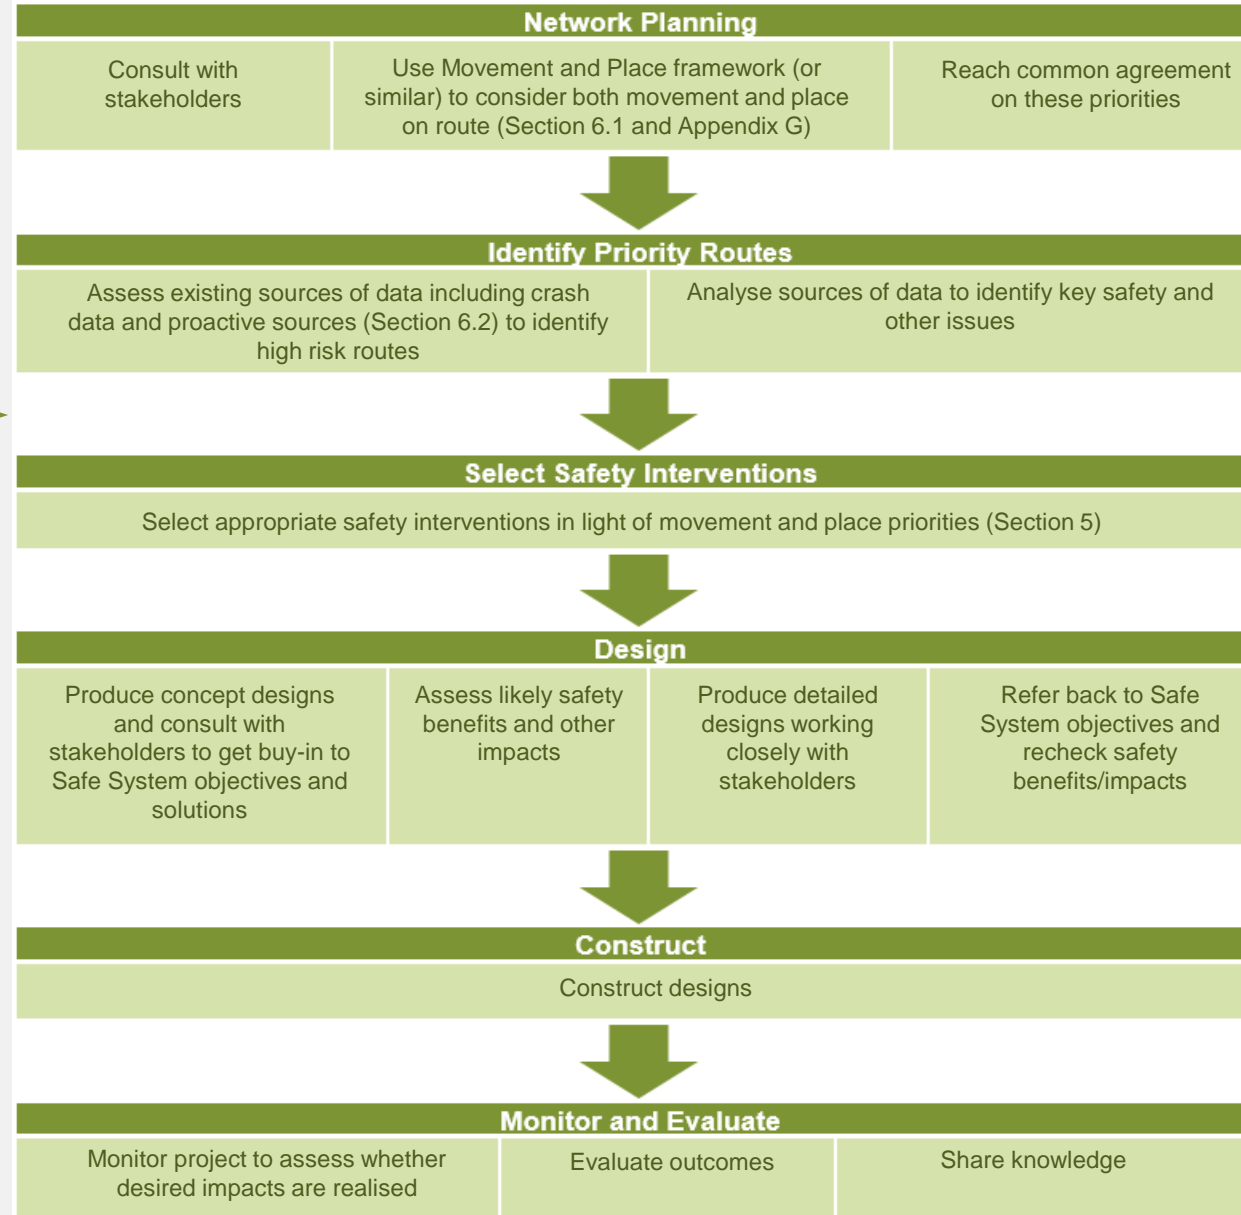 Network Planning
Consult with
stakeholders
Use Movement and Place framework (or
similar) to consider both movement and place
on route (Section 6.1 and Appendix G)
Reach common agreement
on these priorities
Identify Priority Routes
Assess existing sources of data including crash
data and proactive sources (Section 6.2) to identify
high risk routes
Analyse sources of data to identify key safety and
other issues
Select Safety Interventions
Select appropriate safety interventions in light of movement and place priorities (Section 5)
Design
Produce concept designs
and consult with
stakeholders to get buy-in to
Safe System objectives and
solutions
Assess likely safety
benefits and other
impacts
Produce detailed
designs working
closely with
stakeholders
Refer back to Safe
System objectives and
recheck safety
benefits/impacts
Construct
Construct designs
Monitor and Evaluate
Monitor project to assess whether
desired impacts are realised
Evaluate outcomes
Share knowledge